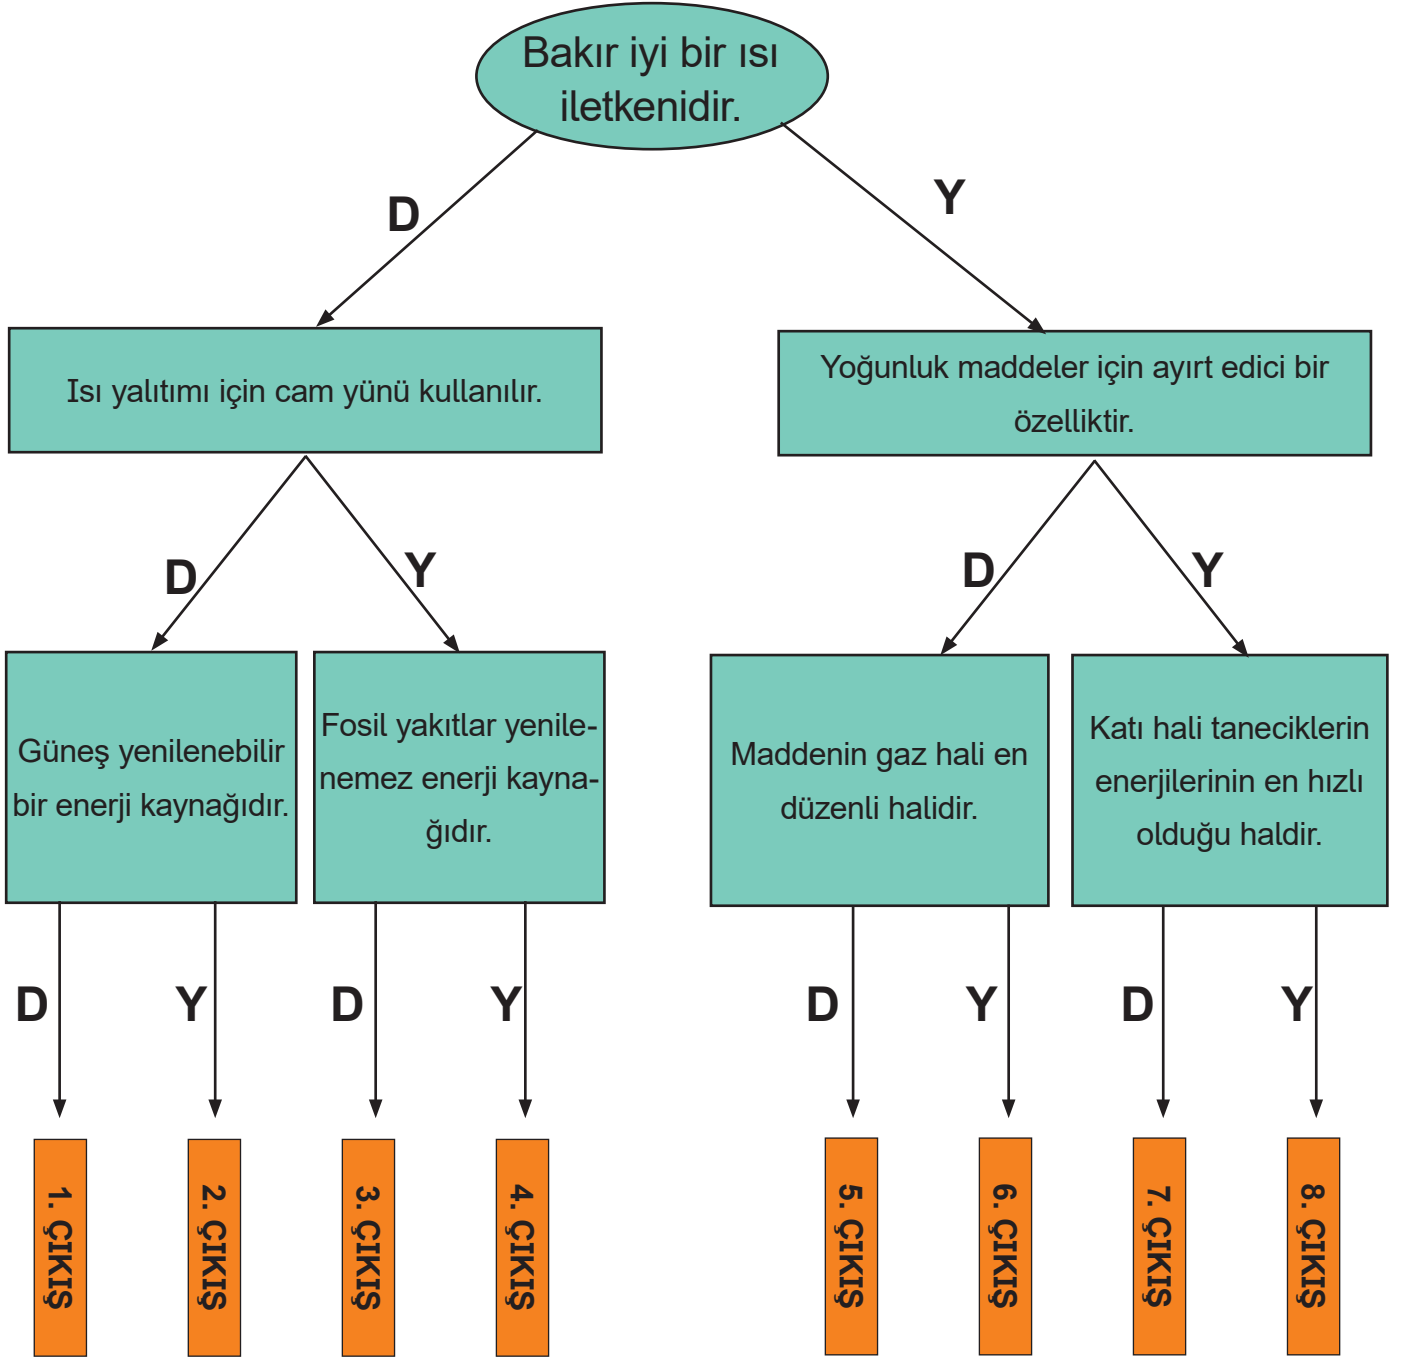 Bakır iyi bir ısı
iletkenidir.
D
Y
Isı yalıtımı için cam yünü kullanılır.
Yoğunluk maddeler için ayırt edici bir
özelliktir.
D
Y
D
Y
Güneş yenilenebilir
bir enerji kaynağıdır.
Fosil yakıtlar yenile-
nemez enerji kayna-
ğıdır.
Maddenin gaz hali en
düzenli halidir.
Katı hali taneciklerin
enerjilerinin en hızlı
olduğu haldir.
D
Y
D
Y
D
Y
D
Y
1. ÇIKIŞ
2. ÇIKIŞ
3. ÇIKIŞ
4. ÇIKIŞ
5. ÇIKIŞ
6. ÇIKIŞ
7. ÇIKIŞ
8. ÇIKIŞ